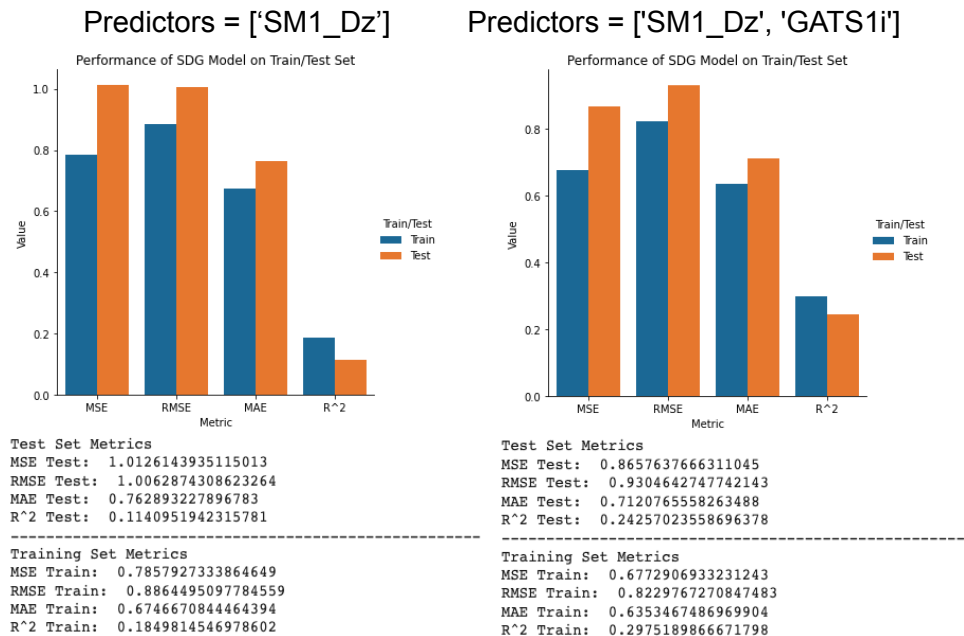 Predictors = [‘SM1_Dz’]
Performance of SDG Model on Train/Test Set
Value
1.0
0.8
0.6
0.4
0.2
0.0
MSE
RMSE
MAE
R^2
Metric
Train/Test
Train
Test
Test Set Metrics
MSE Test: 1.0126143935115013
RMSE Test: 1.0062874308623264
MAE Test: 0.762893227896783
R^2 Test: 0.1140951942315781
------------------------------------------------------
Training Set Metrics
MSE Train: 0.7857927333864649
RMSE Train: 0.8864495097784559
MAE Train: 0.6746670844464394
R^2 Train: 0.1849814546978602
Predictors = ['SM1_Dz', 'GATS1i']
Performance of SDG Model on Train/Test Set
Value
0.8
0.6
0.4
0.2
0.0
MSE
RMSE
MAE
R^2
Metric
Train/Test
Train
Test
Test Set Metrics
MSE Test: 0.8657637666311045
RMSE Test: 0.9304642747742143
MAE Test: 0.7120765558263488
R^2 Test: 0.24257023558696378
------------------------------------------------------
Training Set Metrics
MSE Train: 0.6772906933231243
RMSE Train: 0.8229767270847483
MAE Train: 0.6353467486969904
R^2 Train: 0.2975189866671798